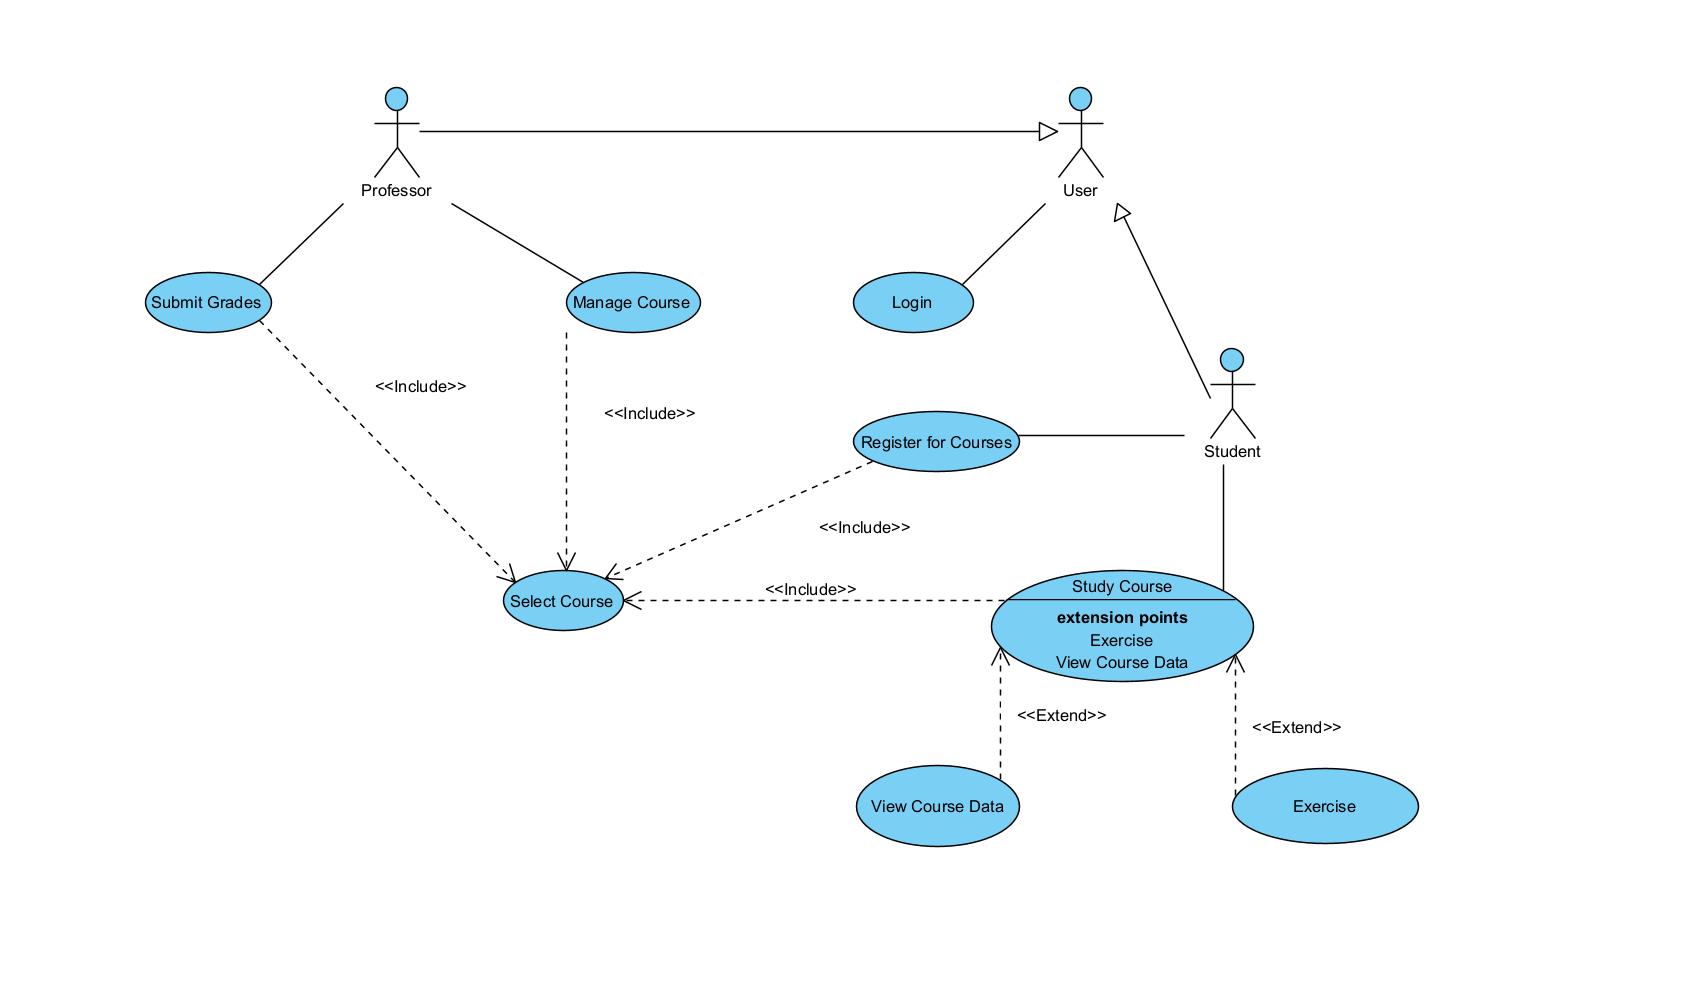 Professor
User
Submit Grades
Manage Course
Login
<<Include>>
<<Include>>
Register for Courses
Student
<<Include>>
<<Include>>
Select Course
Study Course
extension points
Exercise
View Course Data
<<Extend>>
<<Extend>>
View Course Data
Exercise